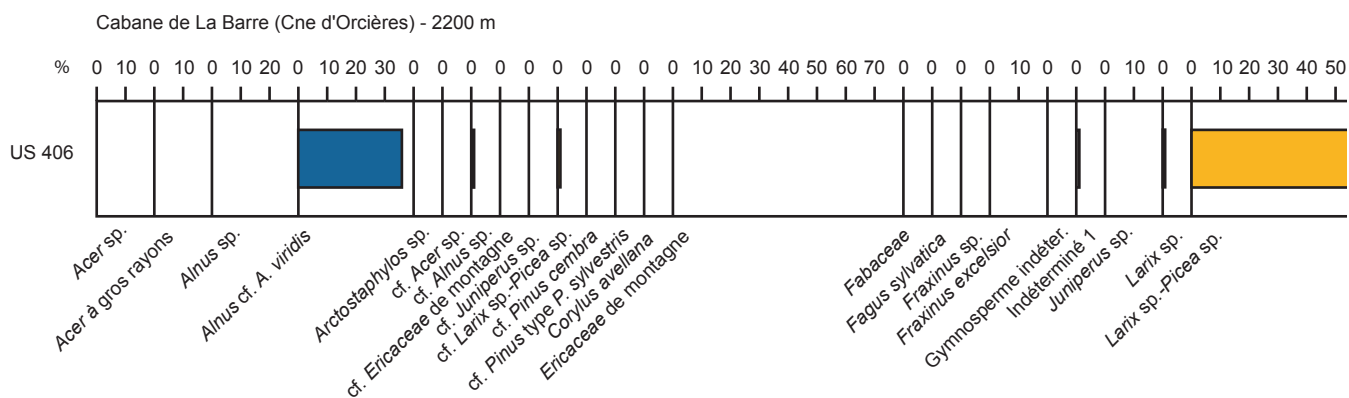 Cabane de La Barre (Cne d'Orcières) - 2200 m
% 0 10 0 10 0 10 20 0 10 20 30 0 0 0 0 0 0 0 0 0 0 10 20 30 40 50 60 70 0 0 0 0 10 0 0 0 10 0 0 10 20 30 40 50
US 406
Acer sp.
Acer à gros rayons
Alnus sp.
Alnus cf. A. viridis
Arctostaphylos sp.
cf. Acer sp.
cf. Alnus sp.
cf. Ericaceae de montagne
cf. Juniperus sp.
cf. Larix sp.-Picea sp.
cf. Pinus cembra
cf. Pinus type P. sylvestris
Corylus avellana
Ericaceae de montagne
Fabaceae
Fagus sylvatica
Fraxinus sp.
Fraxinus excelsior
Gymnosperme indéter.
Indéterminé 1
Juniperus sp.
Larix sp.
Larix sp.-Picea sp.